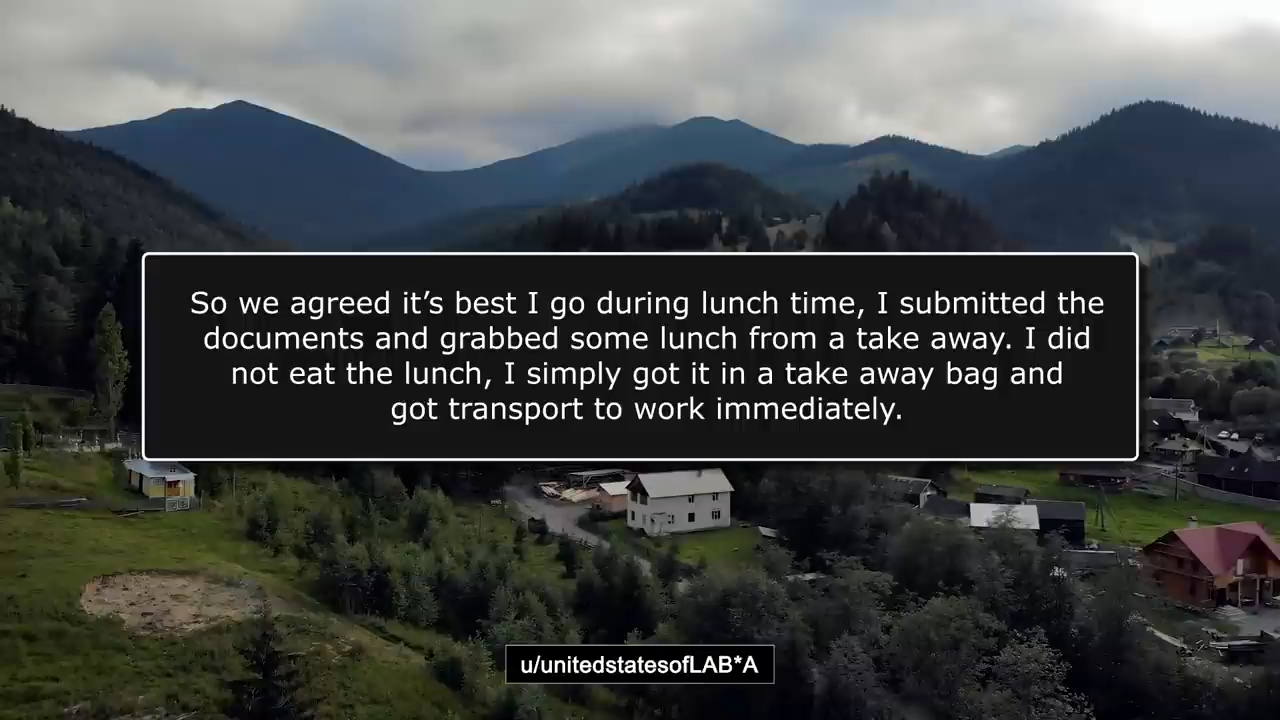 So we agreed it’s best I go during lunch time, I submitted the
documents and grabbed some lunch from a take away. I did
not eat the lunch, I simply got it in a take away bag and
got transport to work immediately.
u/unitedstatesofLAB*A